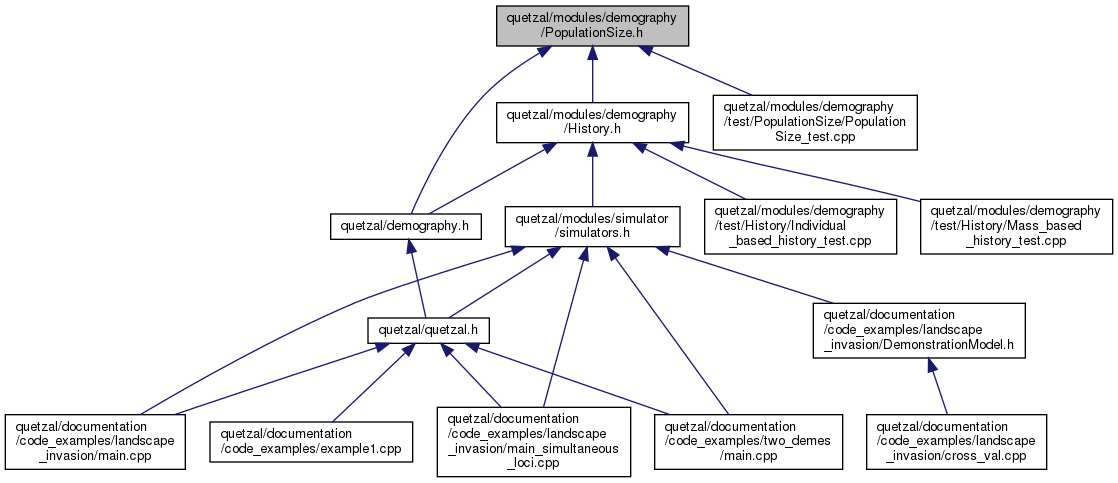 quetzal/modules/demography
/PopulationSize.h
quetzal/modules/demography
/History.h
quetzal/modules/demography
/test/PopulationSize/Population
Size_test.cpp
quetzal/demography.h
quetzal/modules/simulator
/simulators.h
quetzal/modules/demography
/test/History/Individual
_based_history_test.cpp
quetzal/modules/demography
/test/History/Mass_based
_history_test.cpp
quetzal/quetzal.h
quetzal/documentation
/code_examples/landscape
_invasion/DemonstrationModel.h
quetzal/documentation
/code_examples/landscape
_invasion/main.cpp
quetzal/documentation
/code_examples/example1.cpp
quetzal/documentation
/code_examples/landscape
_invasion/main_simultaneous
_loci.cpp
quetzal/documentation
/code_examples/two_demes
/main.cpp
quetzal/documentation
/code_examples/landscape
_invasion/cross_val.cpp